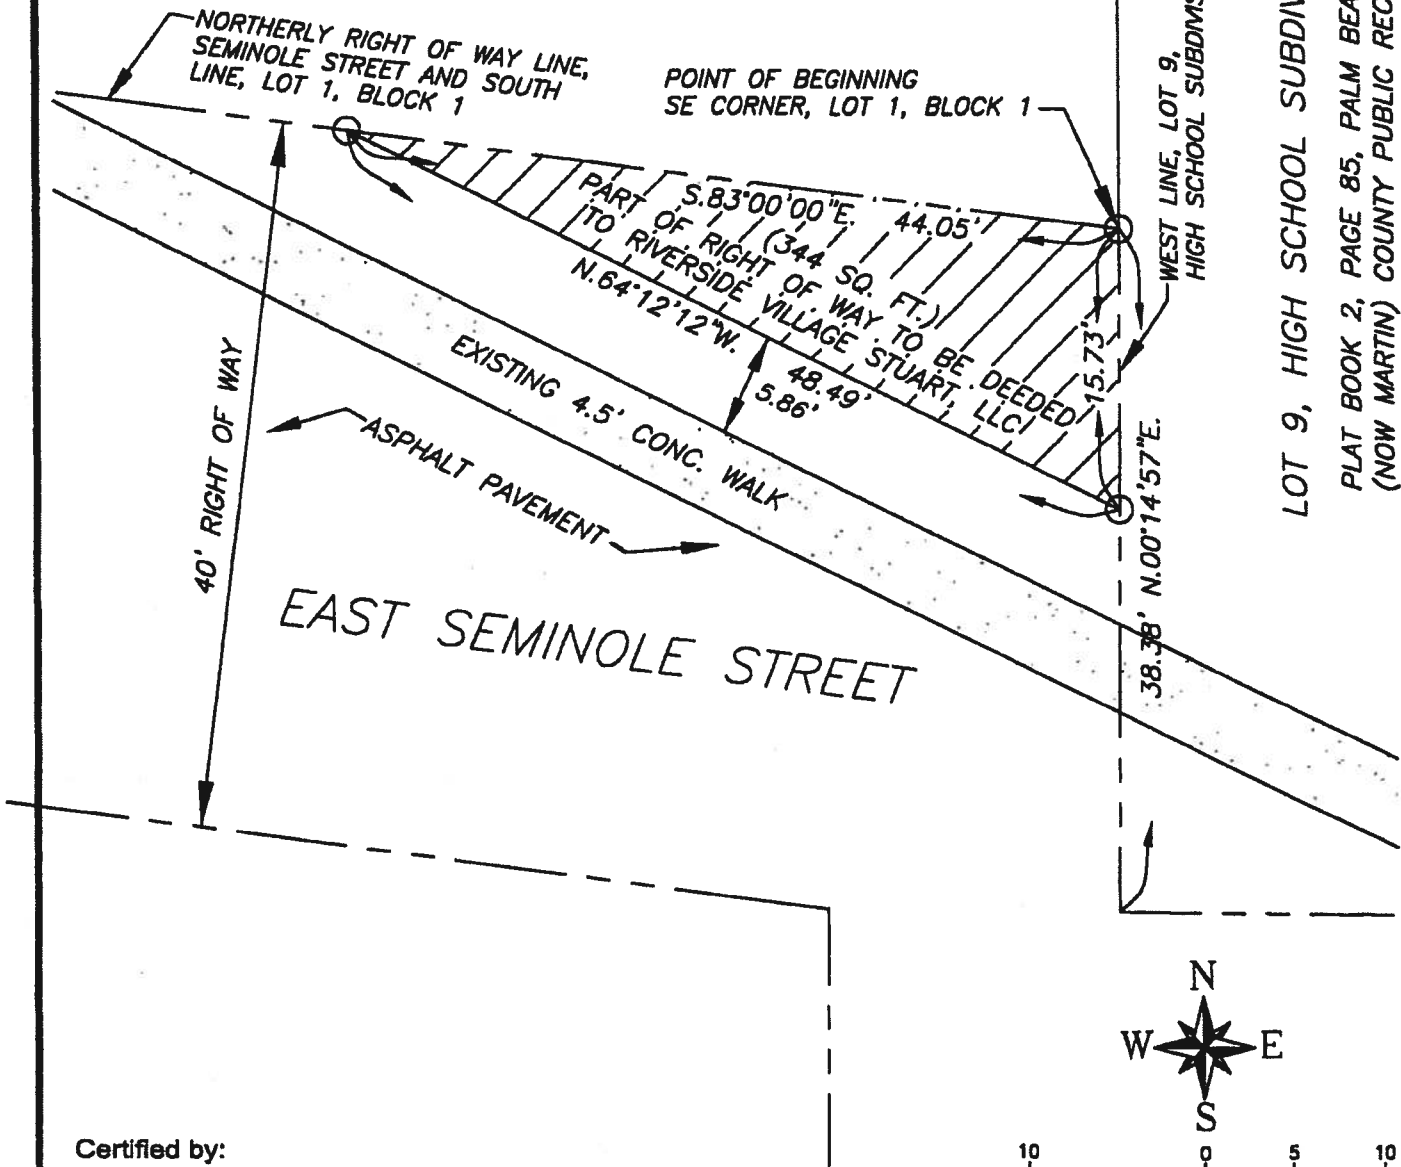 NORTHERLY RIGHT OF WAY LINE,
SEMINOLE STREET AND SOUTH
LINE, LOT 1, BLOCK 1
POINT OF BEGINNING
SE CORNER, LOT 1, BLOCK 1
WEST LINE, LOT 9,
HIGH SCHOOL
LOT 9, HIGH SCHOOL
PLAT BOOK 2, PAGE 85, PALM
(NOW MARTIN) COUNTY PUBLIC
S.83°00'00"E. 44.05'
(344 SQ. FT.)
PART OF RIGHT OF WAY TO BE DEEDED
TO RIVERSIDE VILLAGE STUART, LLC
N.64°12'12"W. 48.49'
5.86'
15.73'
38.38' N.00°14'57"E.
EXISTING 4.5' CONC. WALK
ASPHALT PAVEMENT
40' RIGHT OF WAY
EAST SEMINOLE STREET
N
W E
S
Certified by:
10 0 5 10